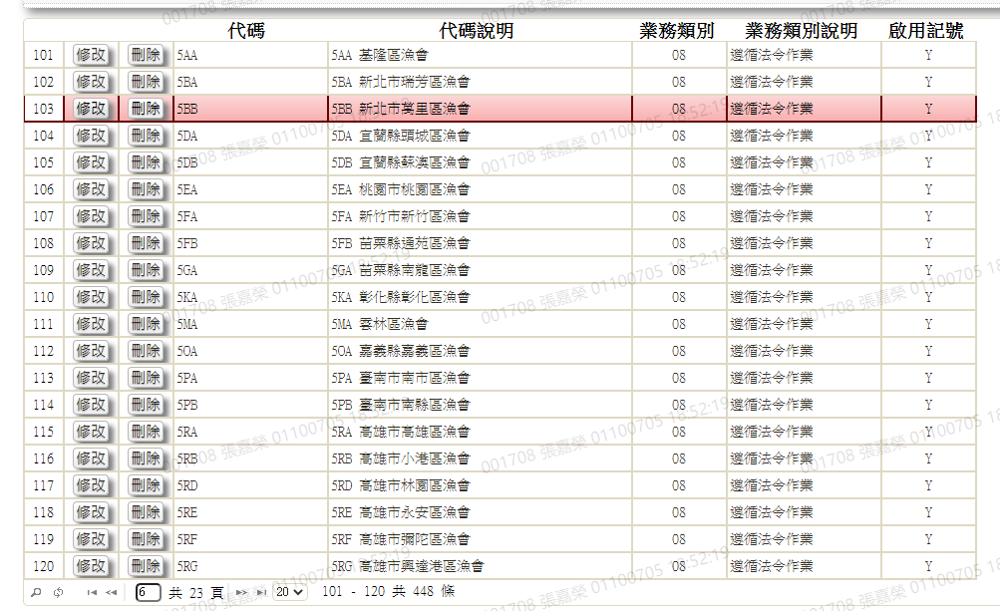 代碼 代碼說明 業務類別 業務類別說明 啟用記號
101 修改 刪除 5AA 5AA 基隆區漁會 08 遵循法令作業 Y
102 修改 刪除 5BA 5BA 新北市瑞芳區漁會 08 遵循法令作業 Y
103 修改 刪除 5BB 5BB 新北市萬里區漁會 08 遵循法令作業 Y
104 修改 刪除 5DA 5DA 宜蘭縣頭城區漁會 08 遵循法令作業 Y
105 修改 刪除 5DB 5DB 宜蘭縣蘇澳區漁會 08 遵循法令作業 Y
106 修改 刪除 5EA 5EA 桃園市桃園區漁會 08 遵循法令作業 Y
107 修改 刪除 5FA 5FA 新竹市新竹區漁會 08 遵循法令作業 Y
108 修改 刪除 5FB 5FB 苗栗縣通苑區漁會 08 遵循法令作業 Y
109 修改 刪除 5GA 5GA 苗栗縣南龍區漁會 08 遵循法令作業 Y
110 修改 刪除 5KA 5KA 彰化縣彰化區漁會 08 遵循法令作業 Y
111 修改 刪除 5MA 5MA 雲林區漁會 08 遵循法令作業 Y
112 修改 刪除 5OA 5OA 嘉義縣嘉義區漁會 08 遵循法令作業 Y
113 修改 刪除 5PA 5PA 臺南市南市區漁會 08 遵循法令作業 Y
114 修改 刪除 5PB 5PB 臺南市南縣區漁會 08 遵循法令作業 Y
115 修改 刪除 5RA 5RA 高雄市高雄區漁會 08 遵循法令作業 Y
116 修改 刪除 5RB 5RB 高雄市小港區漁會 08 遵循法令作業 Y
117 修改 刪除 5RD 5RD 高雄市林園區漁會 08 遵循法令作業 Y
118 修改 刪除 5RE 5RE 高雄市永安區漁會 08 遵循法令作業 Y
119 修改 刪除 5RF 5RF 高雄市彌陀區漁會 08 遵循法令作業 Y
120 修改 刪除 5RG 5RG 高雄市興達港區漁會 08 遵循法令作業 Y
6 共 23 頁 20 101 - 120 共 448 條
001708 張嘉榮 01100705 18:52:19